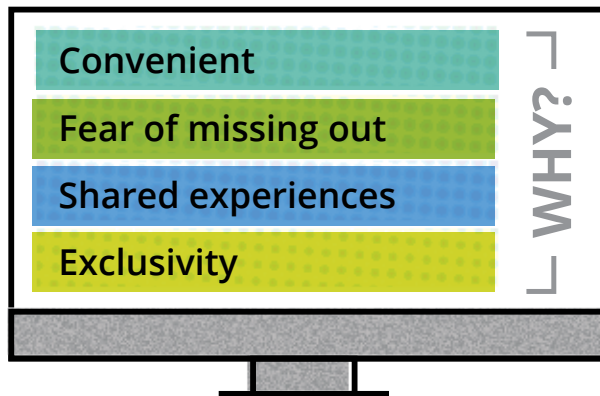 Convenient
Fear of missing out
Shared experiences
Exclusivity
WHY?